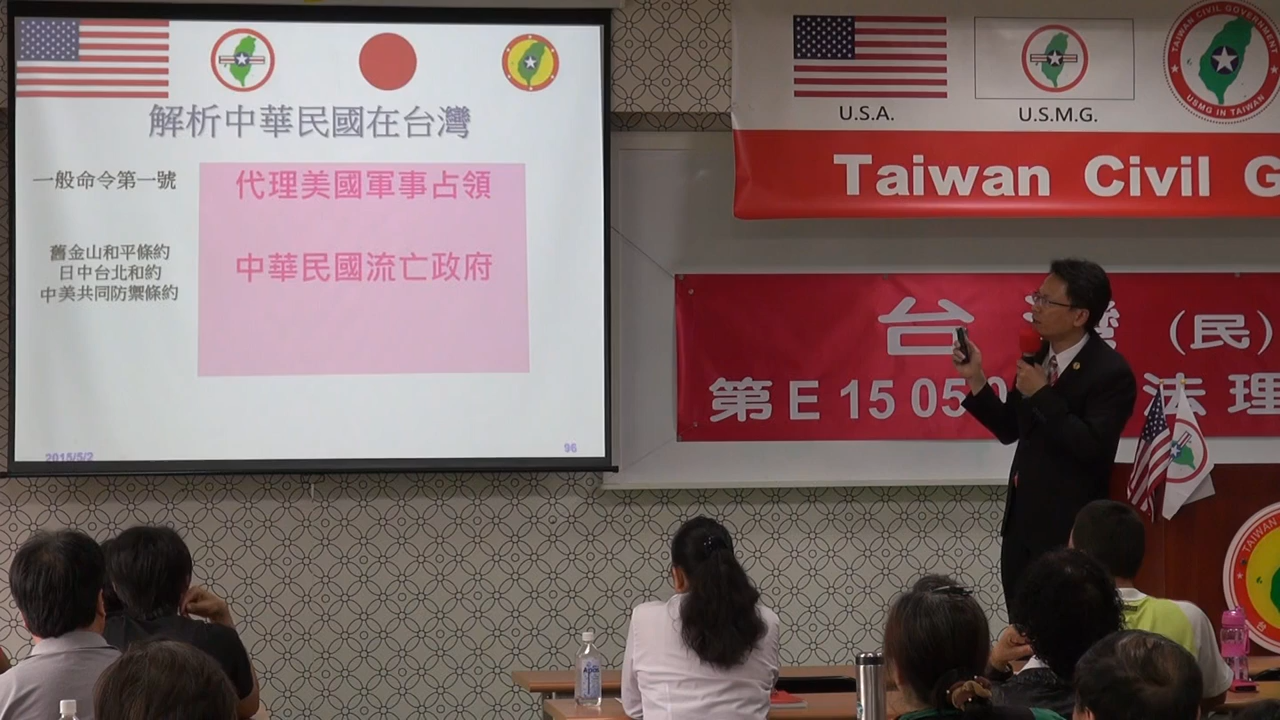 解析中華民國在台灣
一般命令第一號
代理美國軍事占領
舊金山和平條約
日中台北和約
中美共同防禦條約
中華民國流亡政府
2015/5/2
96
U.S.A.
U.S.M.G.
TAIWAN CIVIL GOVERNMENT
USMG IN TAIWAN
Taiwan Civil G
台灣（民）
第E 15 05 法理